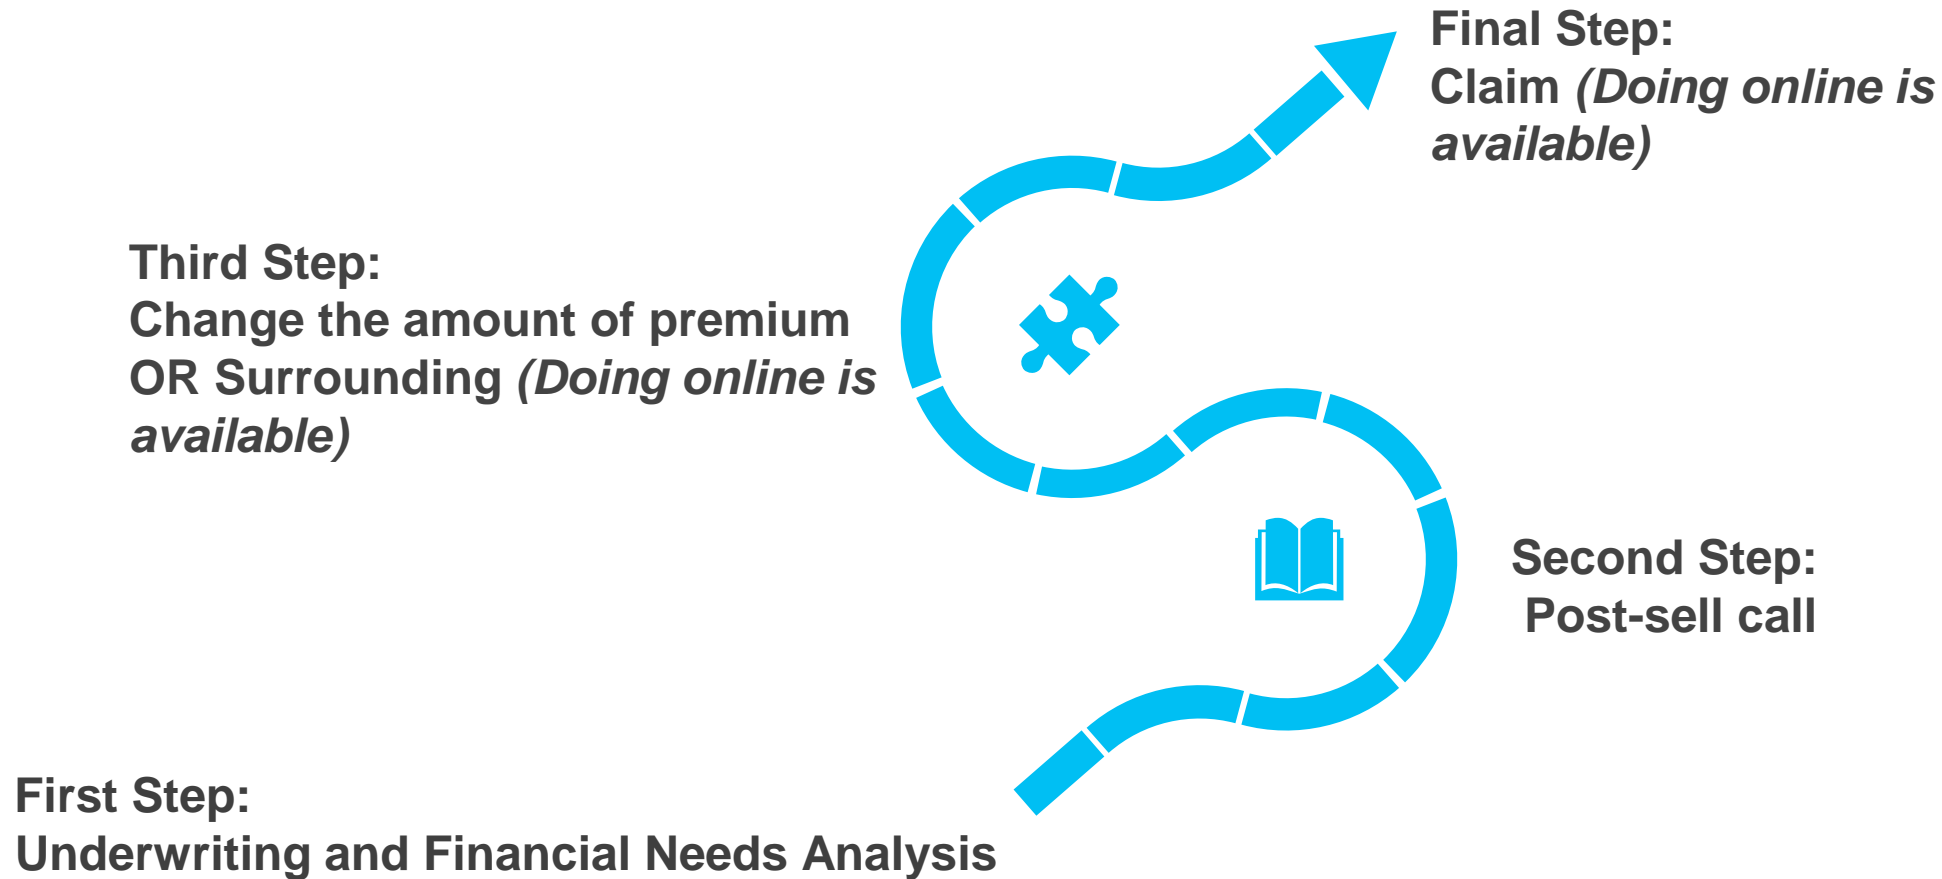 Final Step:
Claim (Doing online is
available)
Third Step:
Change the amount of premium
OR Surrounding (Doing online is
available)
Second Step:
Post-sell call
First Step:
Underwriting and Financial Needs Analysis